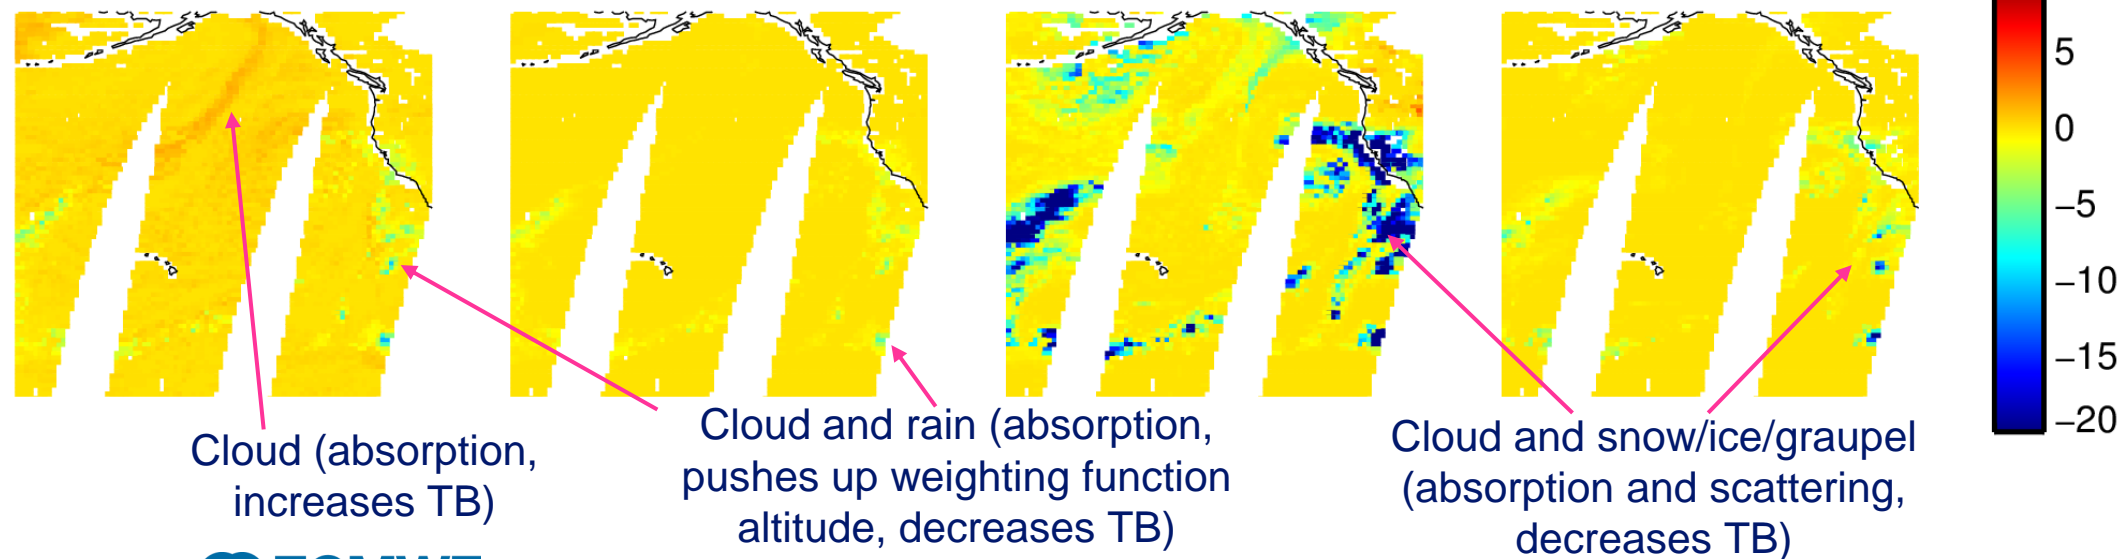 5
0
−5
−10
−15
−20
Cloud (absorption,
increases TB)
Cloud and rain (absorption,
pushes up weighting function
altitude, decreases TB)
Cloud and snow/ice/graupel
(absorption and scattering,
decreases TB)
ECMWF